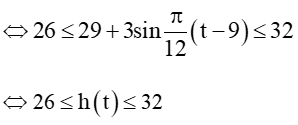 ⇔ 26 ≤ 29 + 3sin π/12 (t − 9) ≤ 32
⇔ 26 ≤ h(t) ≤ 32